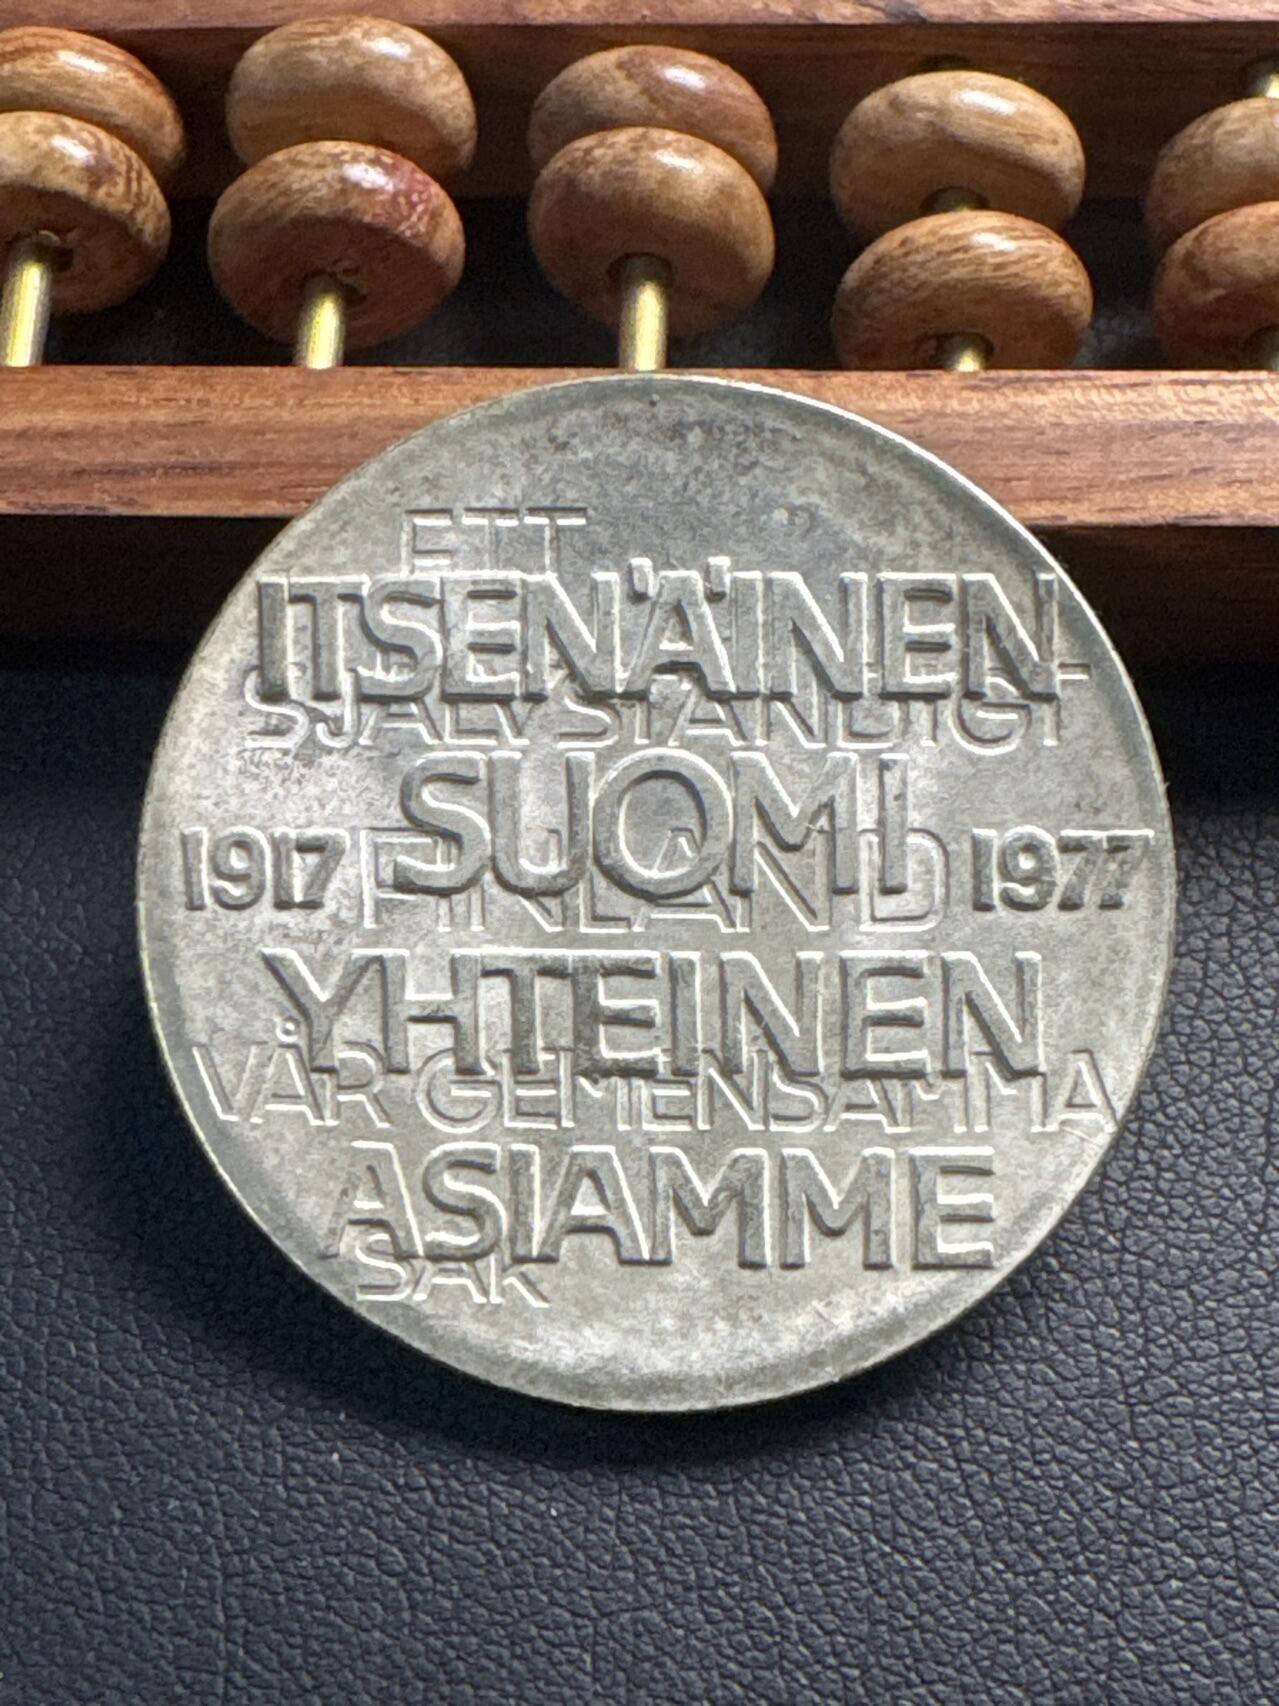 ETT
ITSENÄINEN
SJÄLVSTÄNDIGT
SUOMI
1917 FINLAND 1977
YHTEINEN
VÅR GEMENSAMMA
ASIAMME
SAK